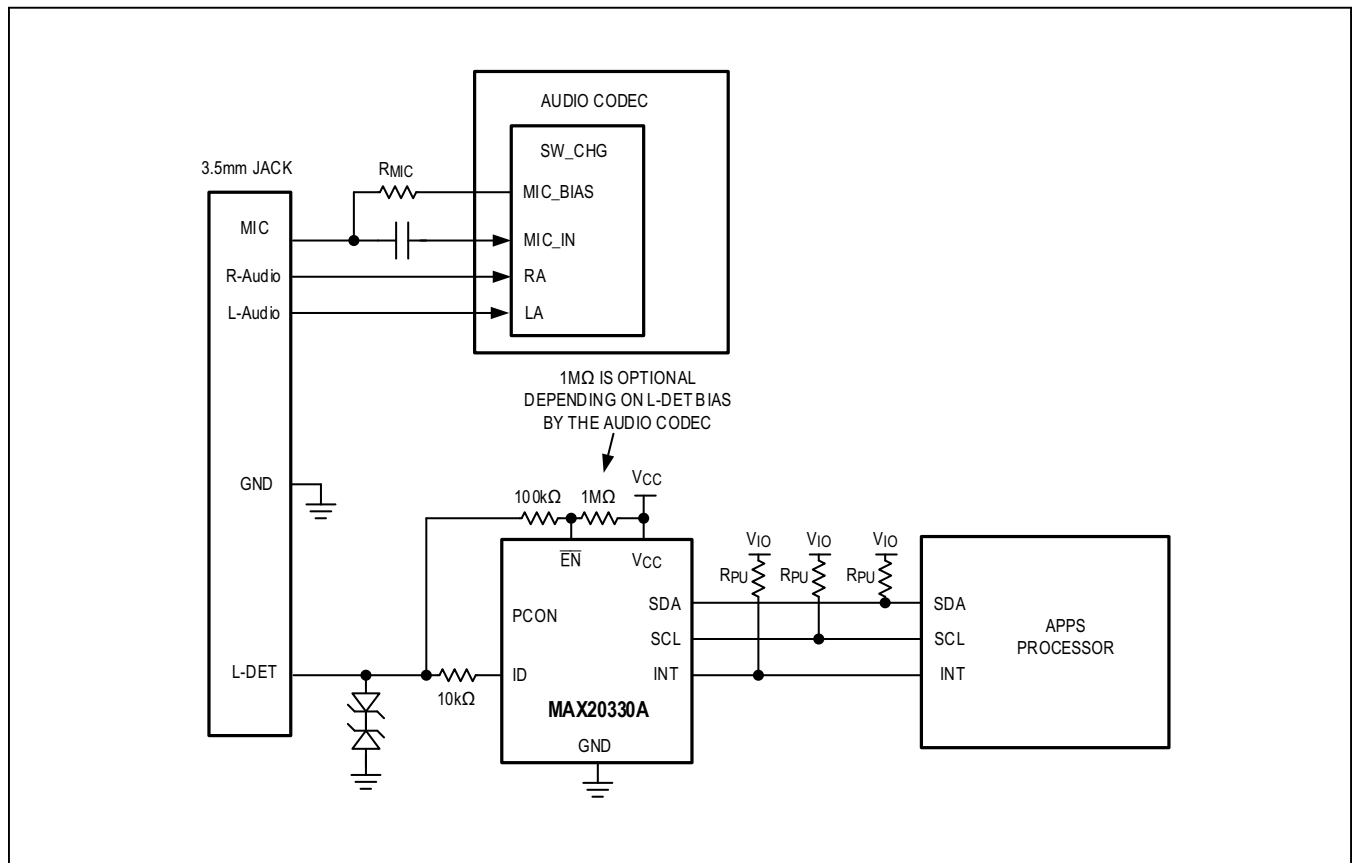 AUDIO CODEC
SW_CHG
3.5mm JACK
RMIC
MIC_BIAS
MIC
MIC_IN
R-Audio
RA
L-Audio
LA
1MΩ IS OPTIONAL
DEPENDING ON L-DET BIAS
BY THE AUDIO CODEC
GND
100kΩ
1MΩ
VCC
EN
VCC
VIO
VIO
VIO
RPU
RPU
RPU
PCON
SDA
SDA
SCL
SCL
APPS
PROCESSOR
L-DET
ID
INT
INT
10kΩ
MAX20330A
GND